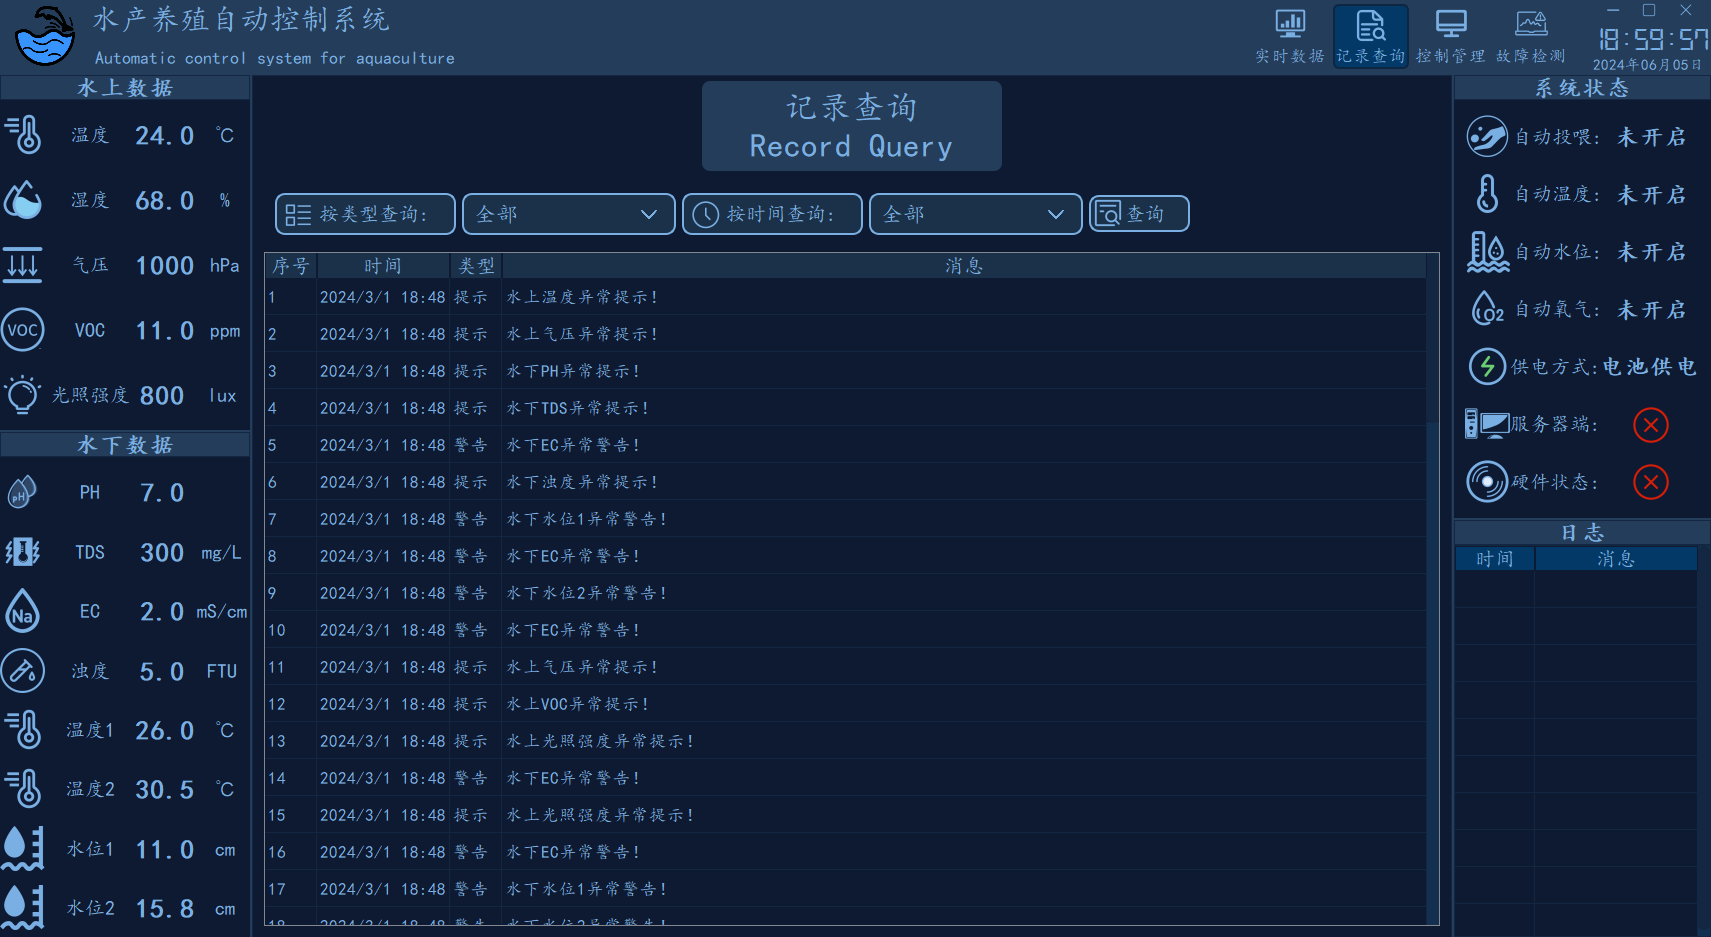 水产养殖自动控制系统
Automatic control system for aquaculture
实时数据 记录查询 控制管理 故障检测
18:59:57
2024年06月05日
水上数据
温度 24.0 ℃
湿度 68.0 %
气压 1000 hPa
VOC VOC 11.0 ppm
光照强度 800 lux
水下数据
pH PH 7.0
TDS 300 mg/L
Na EC 2.0 mS/cm
浊度 5.0 FTU
温度1 26.0 ℃
温度2 30.5 ℃
水位1 11.0 cm
水位2 15.8 cm
记录查询
Record Query
按类型查询: 全部 按时间查询: 全部 查询
序号 时间 类型 消息
1 2024/3/1 18:48 提示 水上温度异常提示!
2 2024/3/1 18:48 提示 水上气压异常提示!
3 2024/3/1 18:48 提示 水下PH异常提示!
4 2024/3/1 18:48 提示 水下TDS异常提示!
5 2024/3/1 18:48 警告 水下EC异常警告!
6 2024/3/1 18:48 提示 水下浊度异常提示!
7 2024/3/1 18:48 警告 水下水位1异常警告!
8 2024/3/1 18:48 警告 水下EC异常警告!
9 2024/3/1 18:48 警告 水下水位2异常警告!
10 2024/3/1 18:48 警告 水下EC异常警告!
11 2024/3/1 18:48 提示 水上气压异常提示!
12 2024/3/1 18:48 提示 水上VOC异常提示!
13 2024/3/1 18:48 提示 水上光照强度异常提示!
14 2024/3/1 18:48 警告 水下EC异常警告!
15 2024/3/1 18:48 提示 水上光照强度异常提示!
16 2024/3/1 18:48 警告 水下EC异常警告!
17 2024/3/1 18:48 警告 水下水位1异常警告!
18 2024/3/1 18:48 警告 水下水位2异常警告!
系统状态
自动投喂: 未开启
自动温度: 未开启
自动水位: 未开启
O2 自动氧气: 未开启
供电方式: 电池供电
服务器端:
硬件状态:
日志
时间 消息